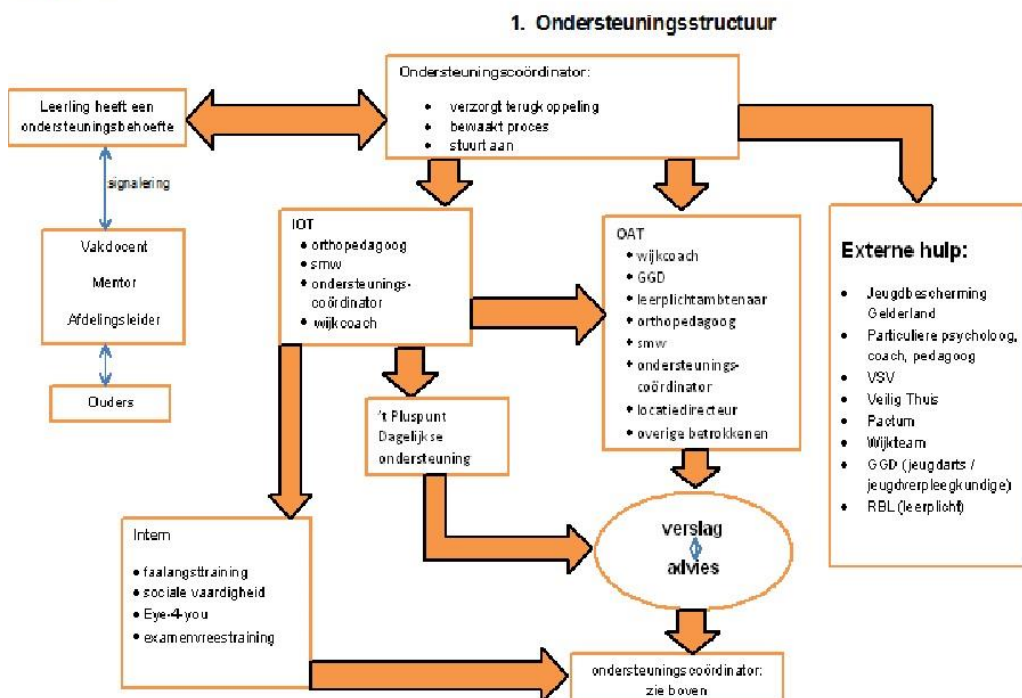 1. Ondersteuningsstructuur
Ondersteuningscoördinator:
• verzorgt terugkoppeling
• bewaakt proces
• stuurt aan
Leerling heeft een
ondersteuningsbehoefte
signalering
Vakdocent
Mentor
Afdelingsleider
Ouders
IOT
• orthopedagoog
• smw
• ondersteunings-
coördinator
• wijkcoach
OAT
• wijkcoach
• GGD
• leerplichtambtenaar
• orthopedagoog
• smw
• ondersteunings-
coördinator
• locatiedirecteur
• overige betrokkenen
Externe hulp:
• Jeugdbescherming
Gelderland
• Particuliere psycholoog,
coach, pedagoog
• VSV
• Veilig Thuis
• Pactum
• Wijkteam
• GGD (jeugdarts /
jeugdverpleegkundige)
• RBL (leerplicht)
't Pluspunt
Dagelijkse
ondersteuning
Intern
• faalangsttraining
• sociale vaardigheid
• Eye-4-you
• examenvreestraining
verslag
advies
ondersteuningscoördinator:
zie boven